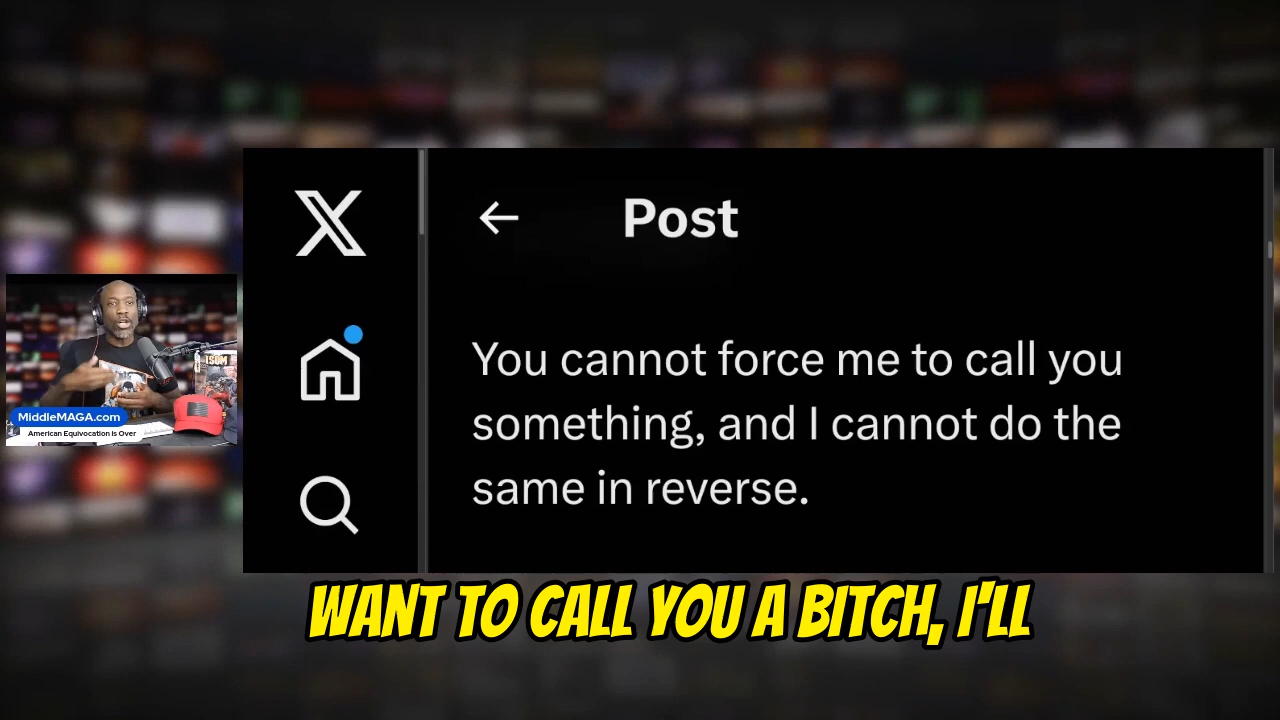 Post
You cannot force me to call you
something, and I cannot do the
same in reverse.
ISOM
MiddleMAGA.com
American Equivocation Is Over
WANT TO CALL YOU A BITCH, I'LL